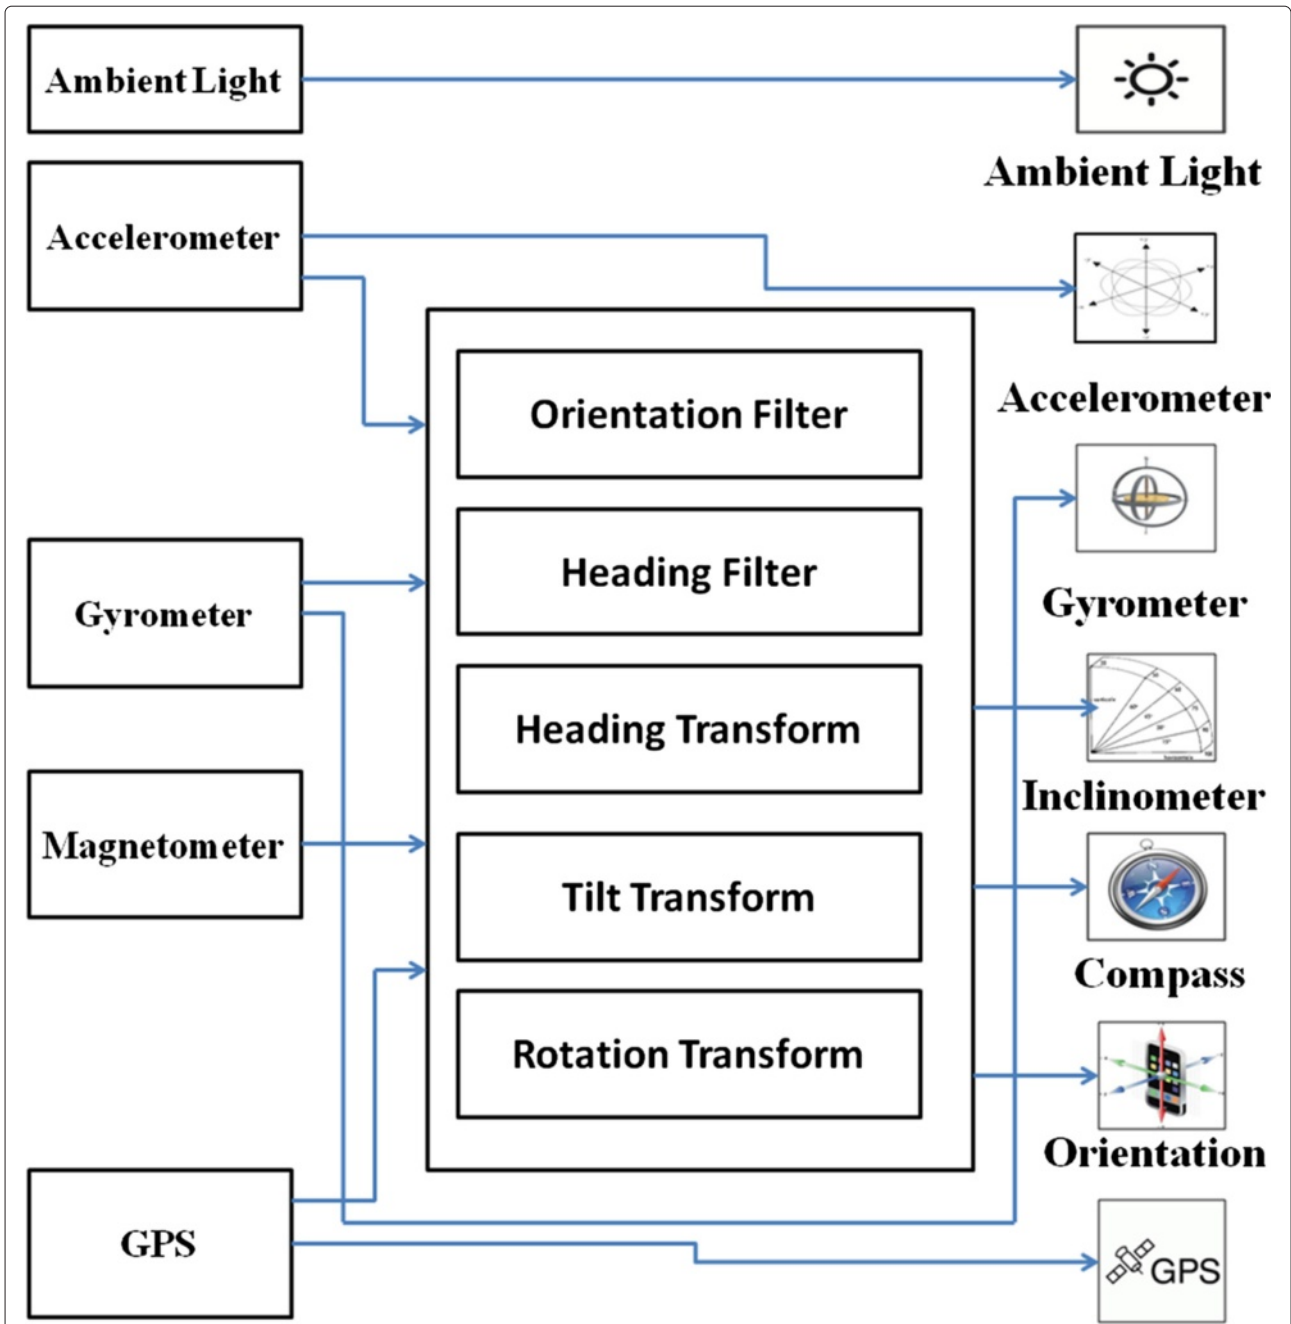 Ambient Light
Accelerometer
Gyrometer
Magnetometer
GPS
Orientation Filter
Heading Filter
Heading Transform
Tilt Transform
Rotation Transform
Ambient Light
Accelerometer
Gyrometer
Inclinometer
Compass
Orientation
GPS